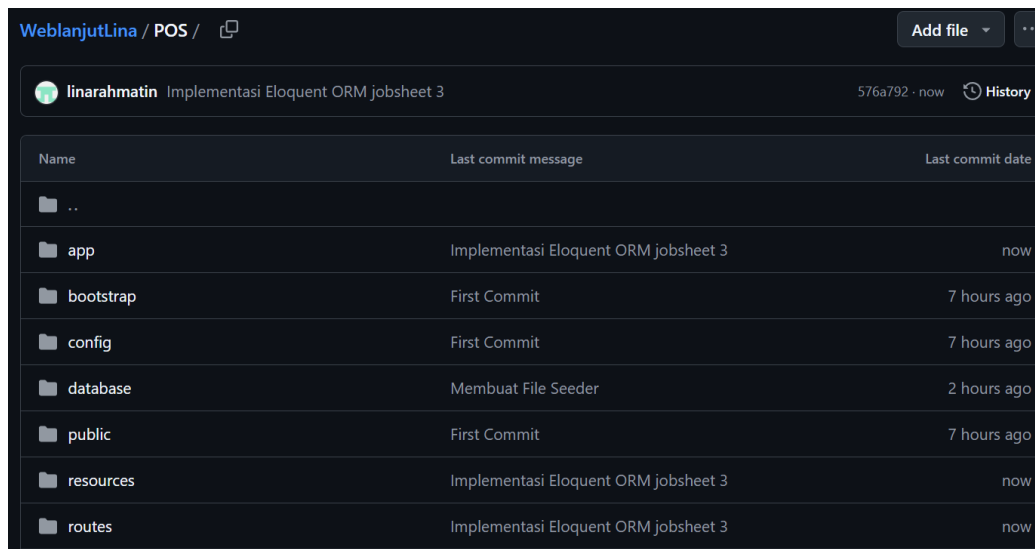 WeblanjutLina / POS /
Add file
linarahmatin Implementasi Eloquent ORM jobsheet 3
576a792 · now History
Name Last commit message Last commit date
..
app Implementasi Eloquent ORM jobsheet 3 now
bootstrap First Commit 7 hours ago
config First Commit 7 hours ago
database Membuat File Seeder 2 hours ago
public First Commit 7 hours ago
resources Implementasi Eloquent ORM jobsheet 3 now
routes Implementasi Eloquent ORM jobsheet 3 now